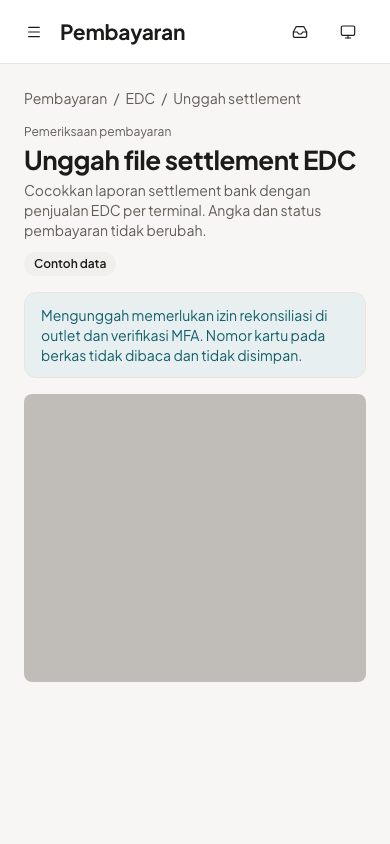 Pembayaran
Pembayaran / EDC / Unggah settlement
Pemeriksaan pembayaran
Unggah file settlement EDC
Cocokkan laporan settlement bank dengan
penjualan EDC per terminal. Angka dan status
pembayaran tidak berubah.
Contoh data
Mengunggah memerlukan izin rekonsiliasi di
outlet dan verifikasi MFA. Nomor kartu pada
berkas tidak dibaca dan tidak disimpan.